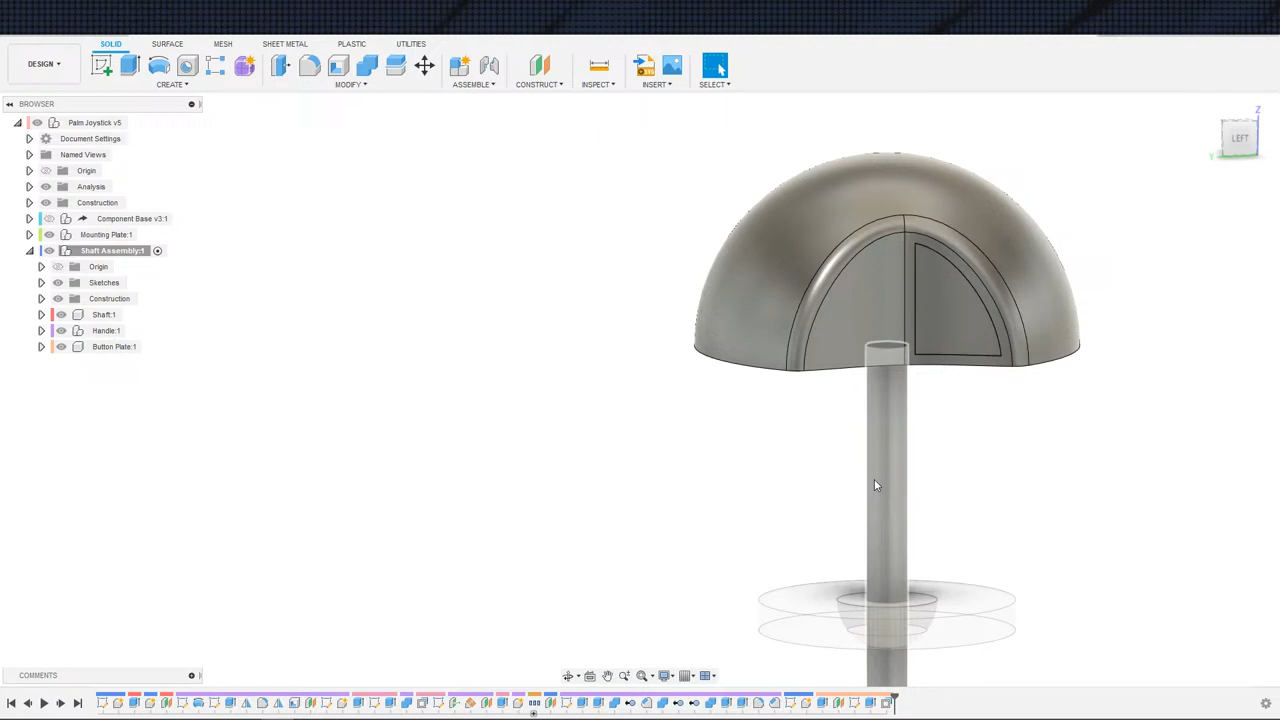 SOLID SURFACE MESH SHEET METAL PLASTIC UTILITIES
DESIGN
CREATE MODIFY ASSEMBLE CONSTRUCT INSPECT INSERT SELECT
BROWSER
Palm Joystick v5
Document Settings
Named Views
Origin
Analysis
Construction
Component Base v3:1
Mounting Plate:1
Shaft Assembly:1
Origin
Sketches
Construction
Shaft:1
Handle:1
Button Plate:1
Z
LEFT
Y
COMMENTS